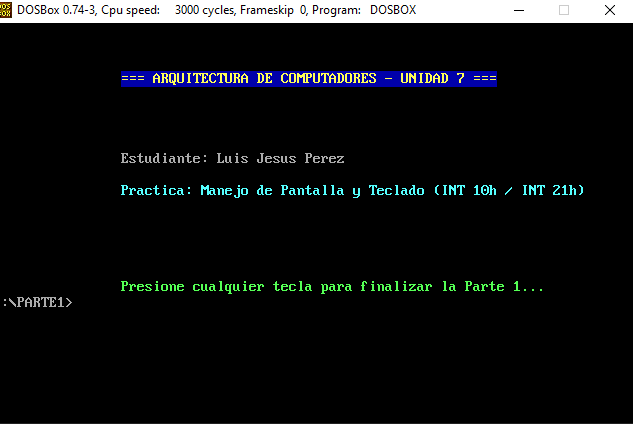 DOS BOX DOSBox 0.74-3, Cpu speed: 3000 cycles, Frameskip 0, Program: DOSBOX
=== ARQUITECTURA DE COMPUTADORES - UNIDAD 7 ===
Estudiante: Luis Jesus Perez
Practica: Manejo de Pantalla y Teclado (INT 10h / INT 21h)
Presione cualquier tecla para finalizar la Parte 1...
:\PARTE1>